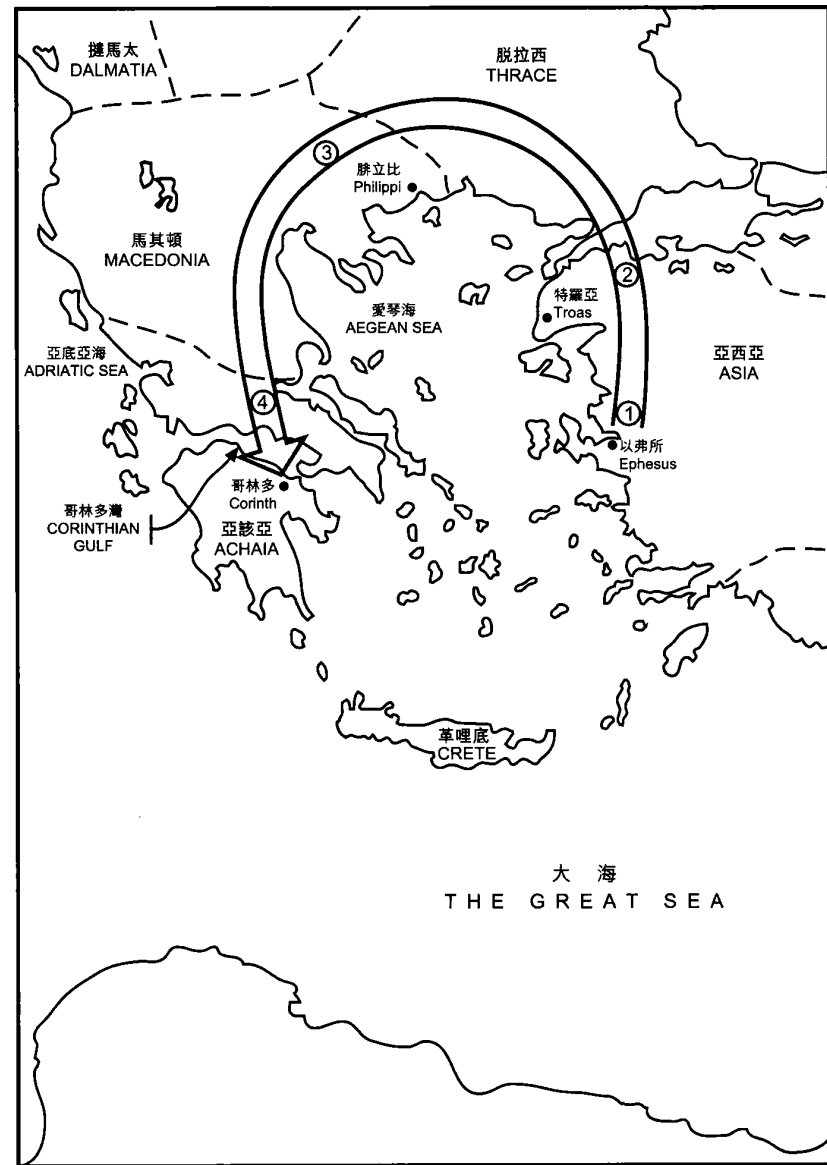 撻馬太
DALMATIA
脱拉西
THRACE
③
腓立比
Philippi
馬其頓
MACEDONIA
②
特羅亞
Troas
愛琴海
AEGEAN SEA
亞底亞海
ADRIATIC SEA
亞西亞
ASIA
④
①
以弗所
Ephesus
哥林多
Corinth
哥林多灣
CORINTHIAN
GULF
亞該亞
ACHAIA
革哩底
CRETE
大海
THE GREAT SEA